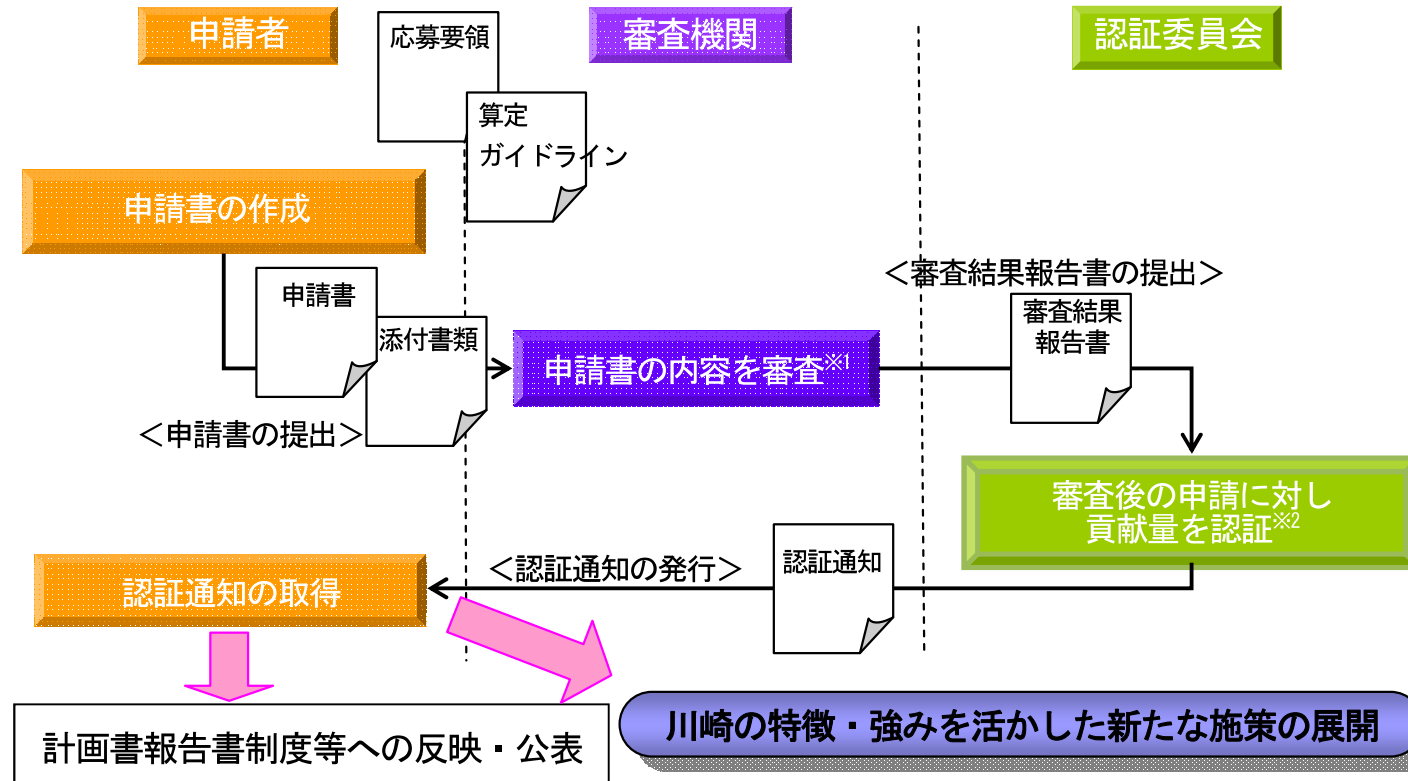 申請者
応募要領
審査機関
認証委員会
算定
ガイドライン
申請書の作成
<審査結果報告書の提出>
申請書
審査結果
報告書
添付書類
申請書の内容を審査※1
<申請書の提出>
審査後の申請に対し
貢献量を認証※2
認証通知
<認証通知の発行>
認証通知の取得
川崎の特徴・強みを活かした新たな施策の展開
計画書報告書制度等への反映・公表